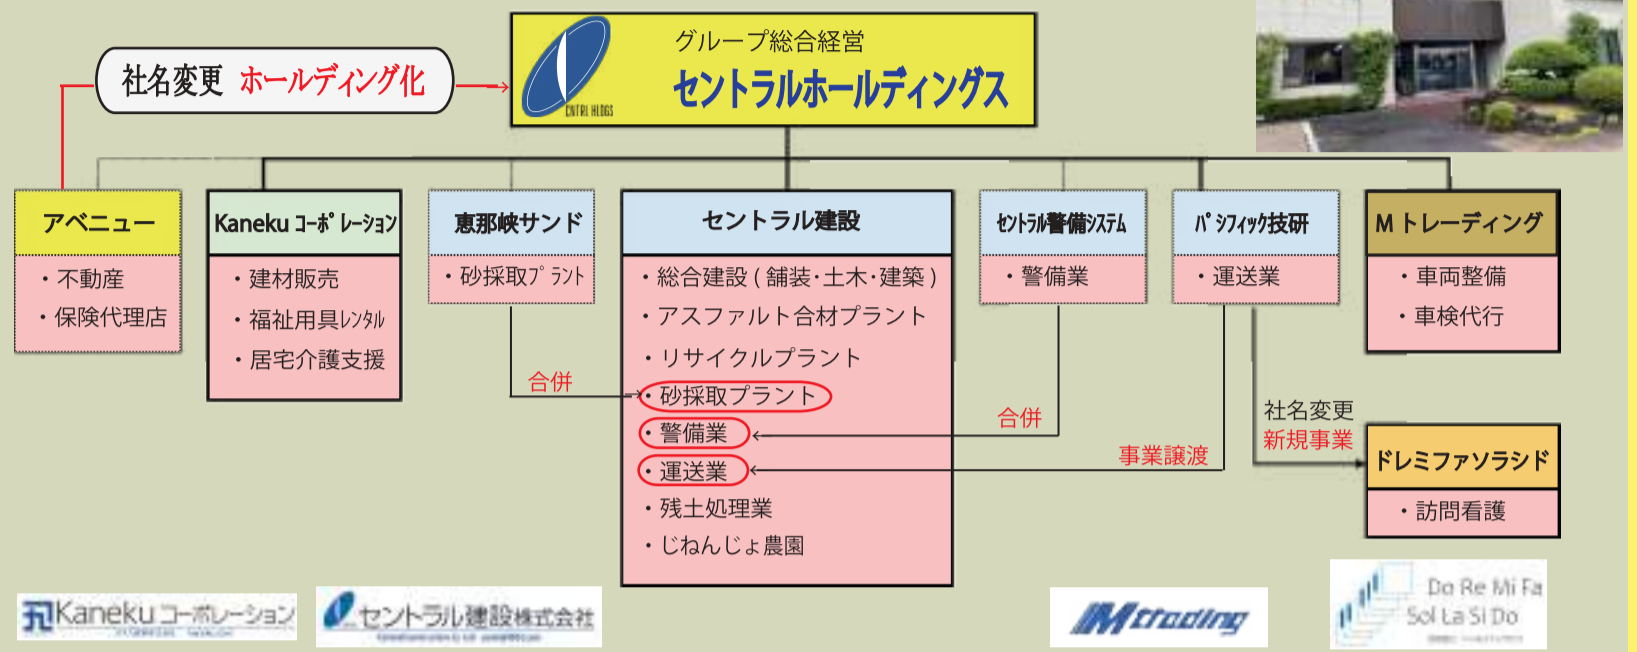 グループ総合経営
社名変更 ホールディング化
セントラルホールディングス
CNTRL HLDGS
アベニュー
・不動産
・保険代理店
Kaneku コーポレーション
・建材販売
・福祉用具レンタル
・居宅介護支援
恵那峡サンド
・砂採取プラント
セントラル建設
・総合建設(舗装・土木・建築)
・アスファルト合材プラント
・リサイクルプラント
・砂採取プラント
・警備業
・運送業
・残土処理業
・じねんじょ農園
セントラル警備システム
・警備業
パシフィック技研
・運送業
Mトレーディング
・車両整備
・車検代行
合併
合併
事業譲渡
社名変更
新規事業
ドレミファソラシド
・訪問看護
Kaneku コーポレーション
セントラル建設株式会社
Mtrading
Do Re Mi Fa
Sol La Si Do